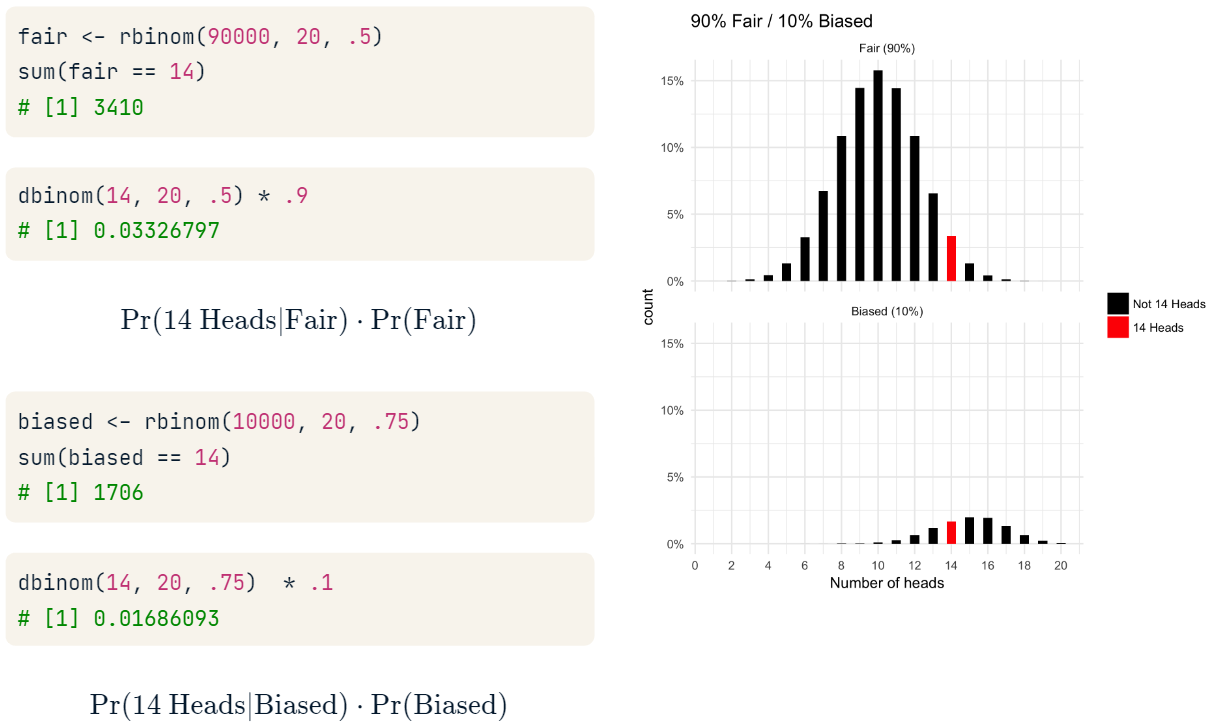 fair <- rbinom(90000, 20, .5)
sum(fair == 14)
# [1] 3410
dbinom(14, 20, .5) * .9
# [1] 0.03326797
Pr(14 Heads|Fair) · Pr(Fair)
biased <- rbinom(10000, 20, .75)
sum(biased == 14)
# [1] 1706
dbinom(14, 20, .75)  * .1
# [1] 0.01686093
Pr(14 Heads|Biased) · Pr(Biased)
90% Fair / 10% Biased
Fair (90%)
15%
10%
5%
0%
count
Biased (10%)
15%
10%
5%
0%
0 2 4 6 8 10 12 14 16 18 20
Number of heads
Not 14 Heads
14 Heads